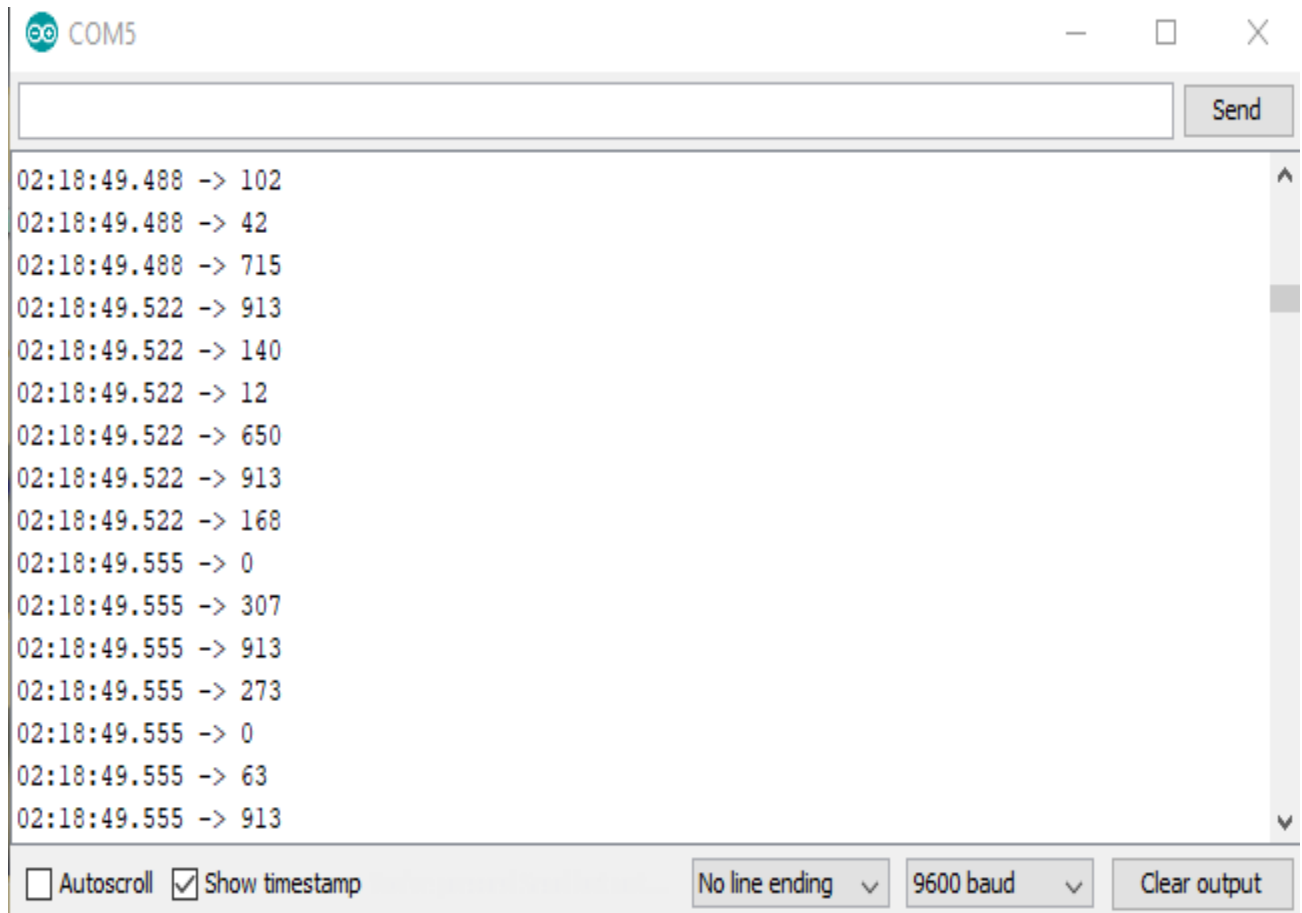 COM5
Send
02:18:49.488 -> 102
02:18:49.488 -> 42
02:18:49.488 -> 715
02:18:49.522 -> 913
02:18:49.522 -> 140
02:18:49.522 -> 12
02:18:49.522 -> 650
02:18:49.522 -> 913
02:18:49.522 -> 168
02:18:49.555 -> 0
02:18:49.555 -> 307
02:18:49.555 -> 913
02:18:49.555 -> 273
02:18:49.555 -> 0
02:18:49.555 -> 63
02:18:49.555 -> 913
Autoscroll Show timestamp No line ending 9600 baud Clear output